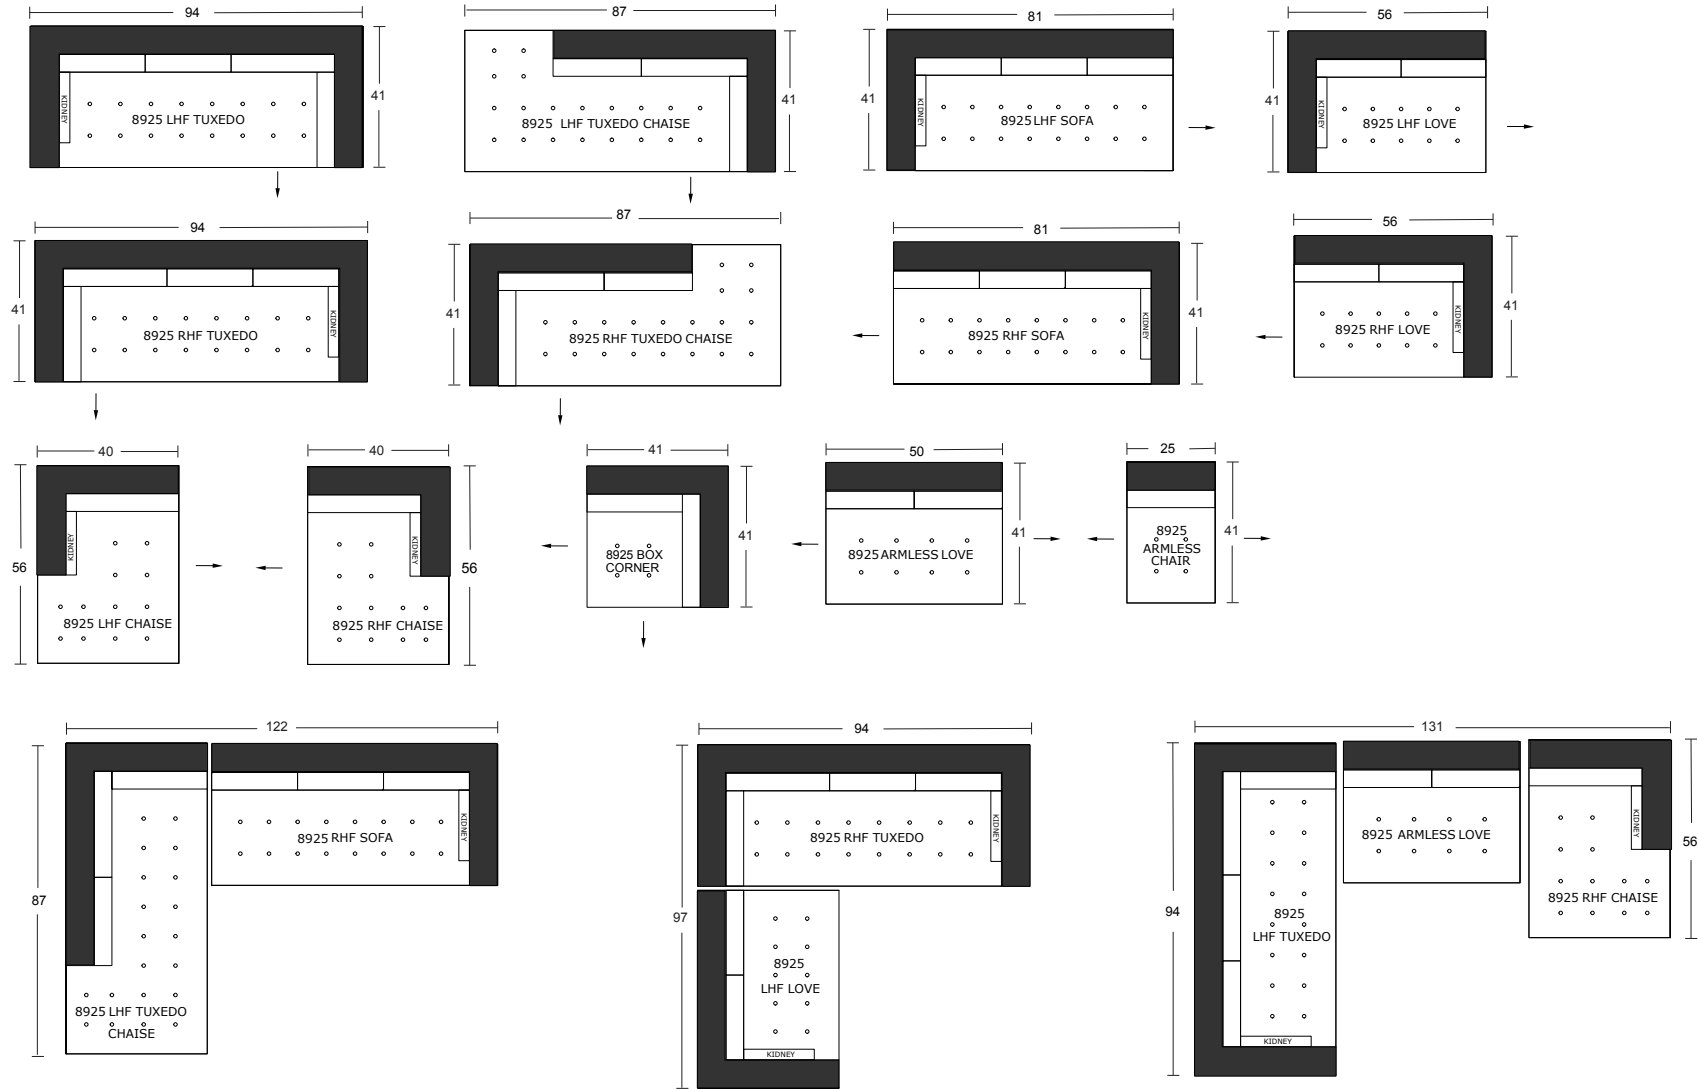 94
87
81
56
41
KIDNEY
8925 LHF TUXEDO
41
8925 LHF TUXEDO CHAISE
41
KIDNEY
8925 LHF SOFA
41
KIDNEY
8925 LHF LOVE
94
87
81
56
41
8925 RHF TUXEDO
KIDNEY
41
8925 RHF TUXEDO CHAISE
8925 RHF SOFA
KIDNEY
41
8925 RHF LOVE
KIDNEY
41
40
40
41
50
25
56
KIDNEY
8925 LHF CHAISE
KIDNEY
8925 RHF CHAISE
56
8925 BOX
CORNER
41
8925 ARMLESS LOVE
41
8925
ARMLESS
CHAIR
41
122
87
8925 LHF TUXEDO
CHAISE
8925 RHF SOFA
KIDNEY
94
97
8925 RHF TUXEDO
KIDNEY
8925
LHF LOVE
KIDNEY
131
94
8925
LHF TUXEDO
KIDNEY
8925 ARMLESS LOVE
KIDNEY
8925 RHF CHAISE
56